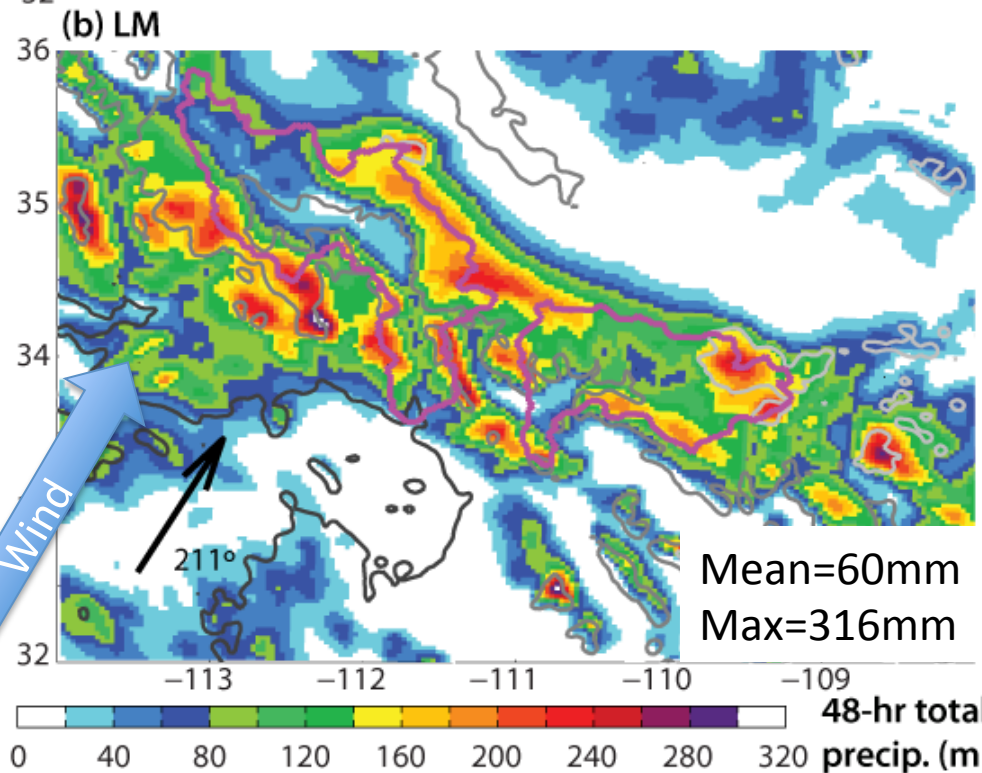 (b) LM
36
35
34
32
Wind
211°
Mean=60mm
Max=316mm
−113 −112 −111 −110 −109
0 40 80 120 160 200 240 280 320
48-hr total
precip. (m